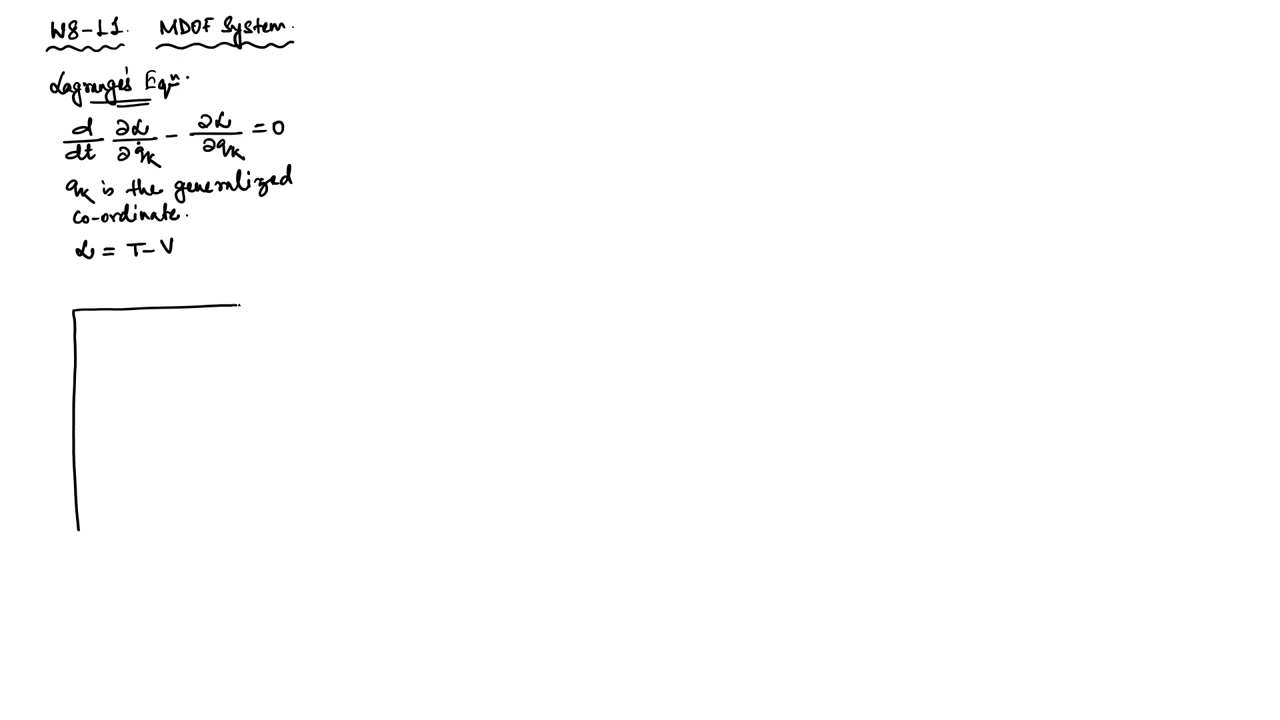 W8-L1. MDOF System.
Lagrange's Eqⁿ.
d/dt ∂ℒ/∂q̇ₖ - ∂ℒ/∂qₖ = 0
qₖ is the generalized
co-ordinate.
ℒ = T-V